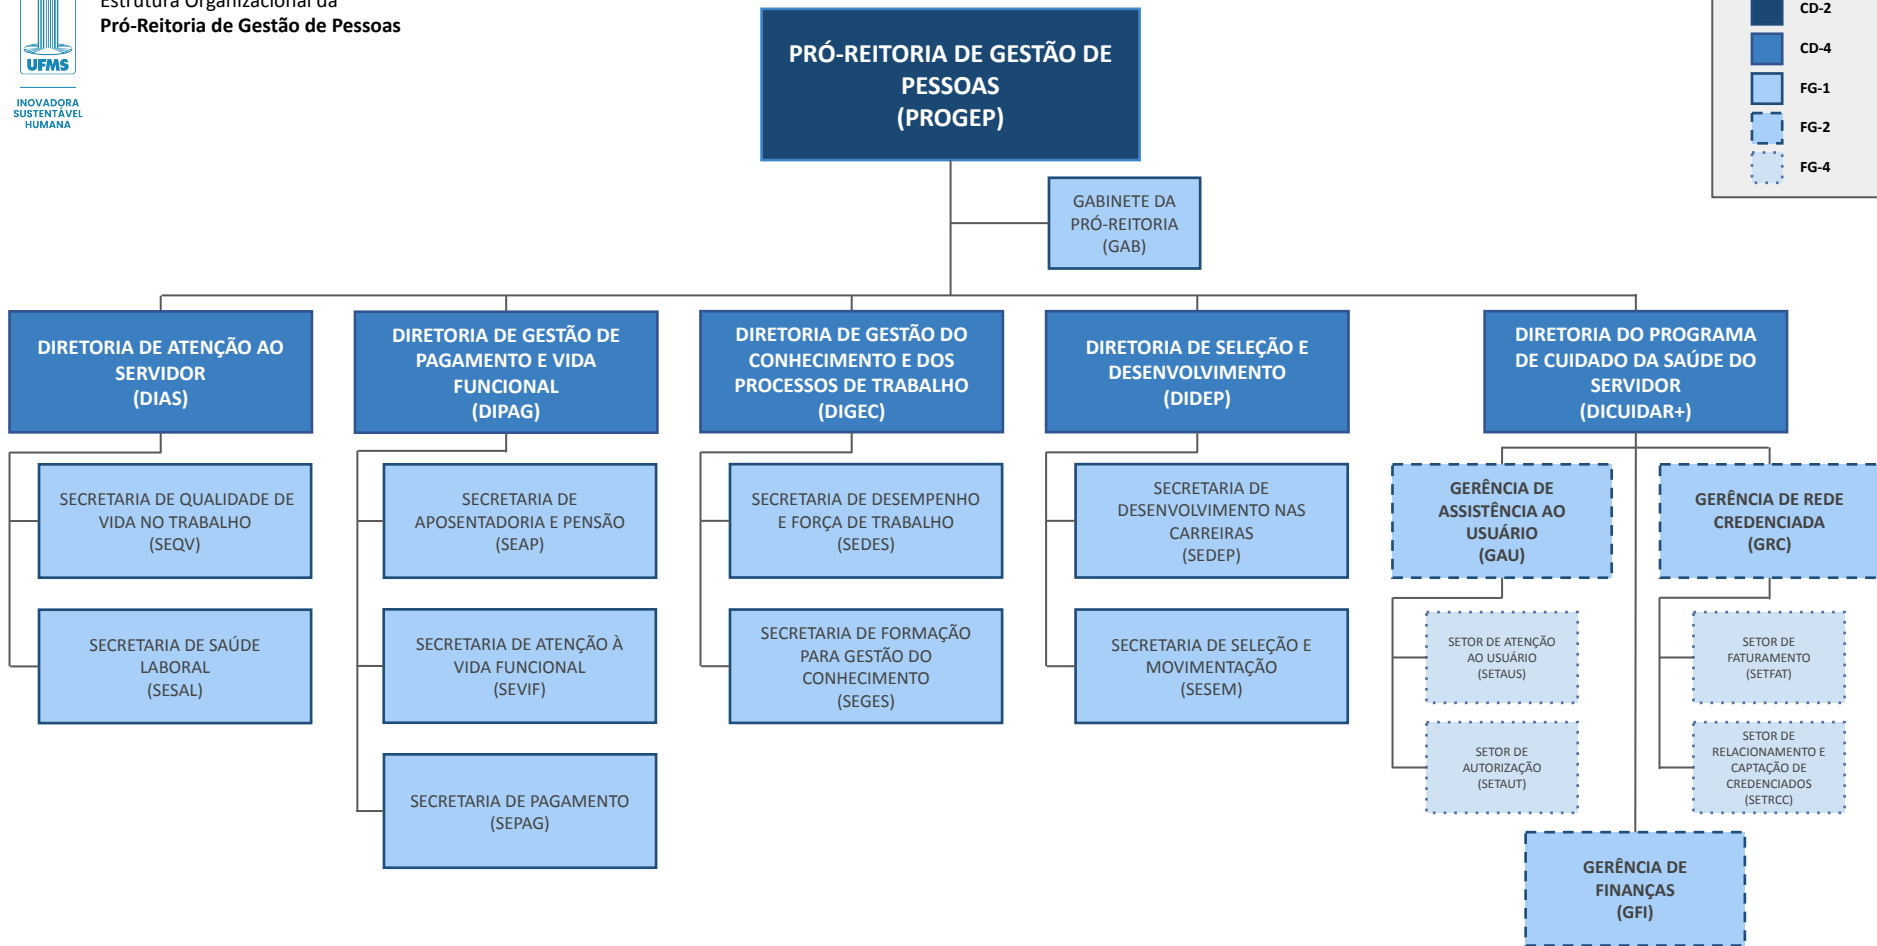 Estrutura Organizacional da
Pró-Reitoria de Gestão de Pessoas
UFMS
INOVADORA
SUSTENTÁVEL
HUMANA
CD-2
CD-4
FG-1
FG-2
FG-4
PRÓ-REITORIA DE GESTÃO DE
PESSOAS
(PROGEP)
GABINETE DA
PRÓ-REITORIA
(GAB)
DIRETORIA DE ATENÇÃO AO
SERVIDOR
(DIAS)
DIRETORIA DE GESTÃO DE
PAGAMENTO E VIDA
FUNCIONAL
(DIPAG)
DIRETORIA DE GESTÃO DO
CONHECIMENTO E DOS
PROCESSOS DE TRABALHO
(DIGEC)
DIRETORIA DE SELEÇÃO E
DESENVOLVIMENTO
(DIDEP)
DIRETORIA DO PROGRAMA
DE CUIDADO DA SAÚDE DO
SERVIDOR
(DICUIDAR+)
SECRETARIA DE QUALIDADE DE
VIDA NO TRABALHO
(SEQV)
SECRETARIA DE
APOSENTADORIA E PENSÃO
(SEAP)
SECRETARIA DE DESEMPENHO
E FORÇA DE TRABALHO
(SEDES)
SECRETARIA DE
DESENVOLVIMENTO NAS
CARREIRAS
(SEDEP)
GERÊNCIA DE
ASSISTÊNCIA AO
USUÁRIO
(GAU)
GERÊNCIA DE REDE
CREDENCIADA
(GRC)
SECRETARIA DE SAÚDE
LABORAL
(SESAL)
SECRETARIA DE ATENÇÃO À
VIDA FUNCIONAL
(SEVIF)
SECRETARIA DE FORMAÇÃO
PARA GESTÃO DO
CONHECIMENTO
(SEGES)
SECRETARIA DE SELEÇÃO E
MOVIMENTAÇÃO
(SESEM)
SETOR DE ATENÇÃO
AO USUÁRIO
(SETAUS)
SETOR DE
FATURAMENTO
(SETFAT)
SECRETARIA DE PAGAMENTO
(SEPAG)
SETOR DE
AUTORIZAÇÃO
(SETAUT)
SETOR DE
RELACIONAMENTO E
CAPTAÇÃO DE
CREDENCIADOS
(SETRCC)
GERÊNCIA DE
FINANÇAS
(GFI)